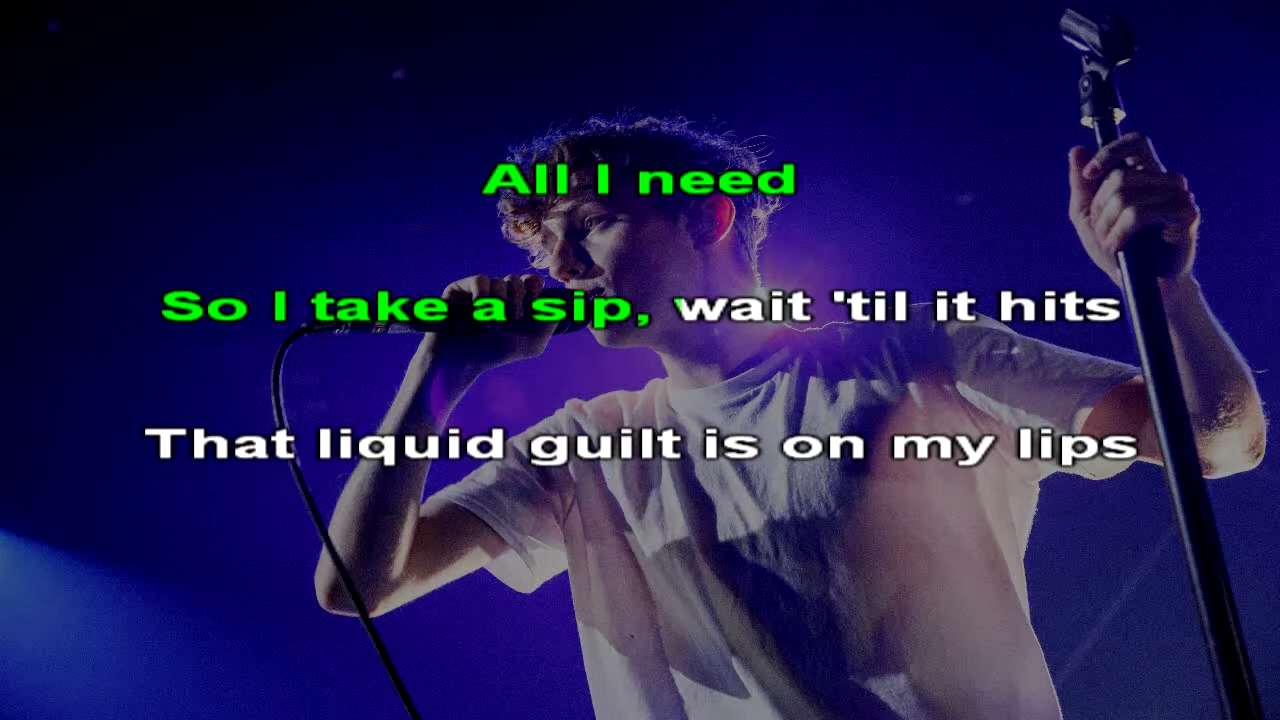 All I need
So I take a sip, wait 'til it hits
That liquid guilt is on my lips